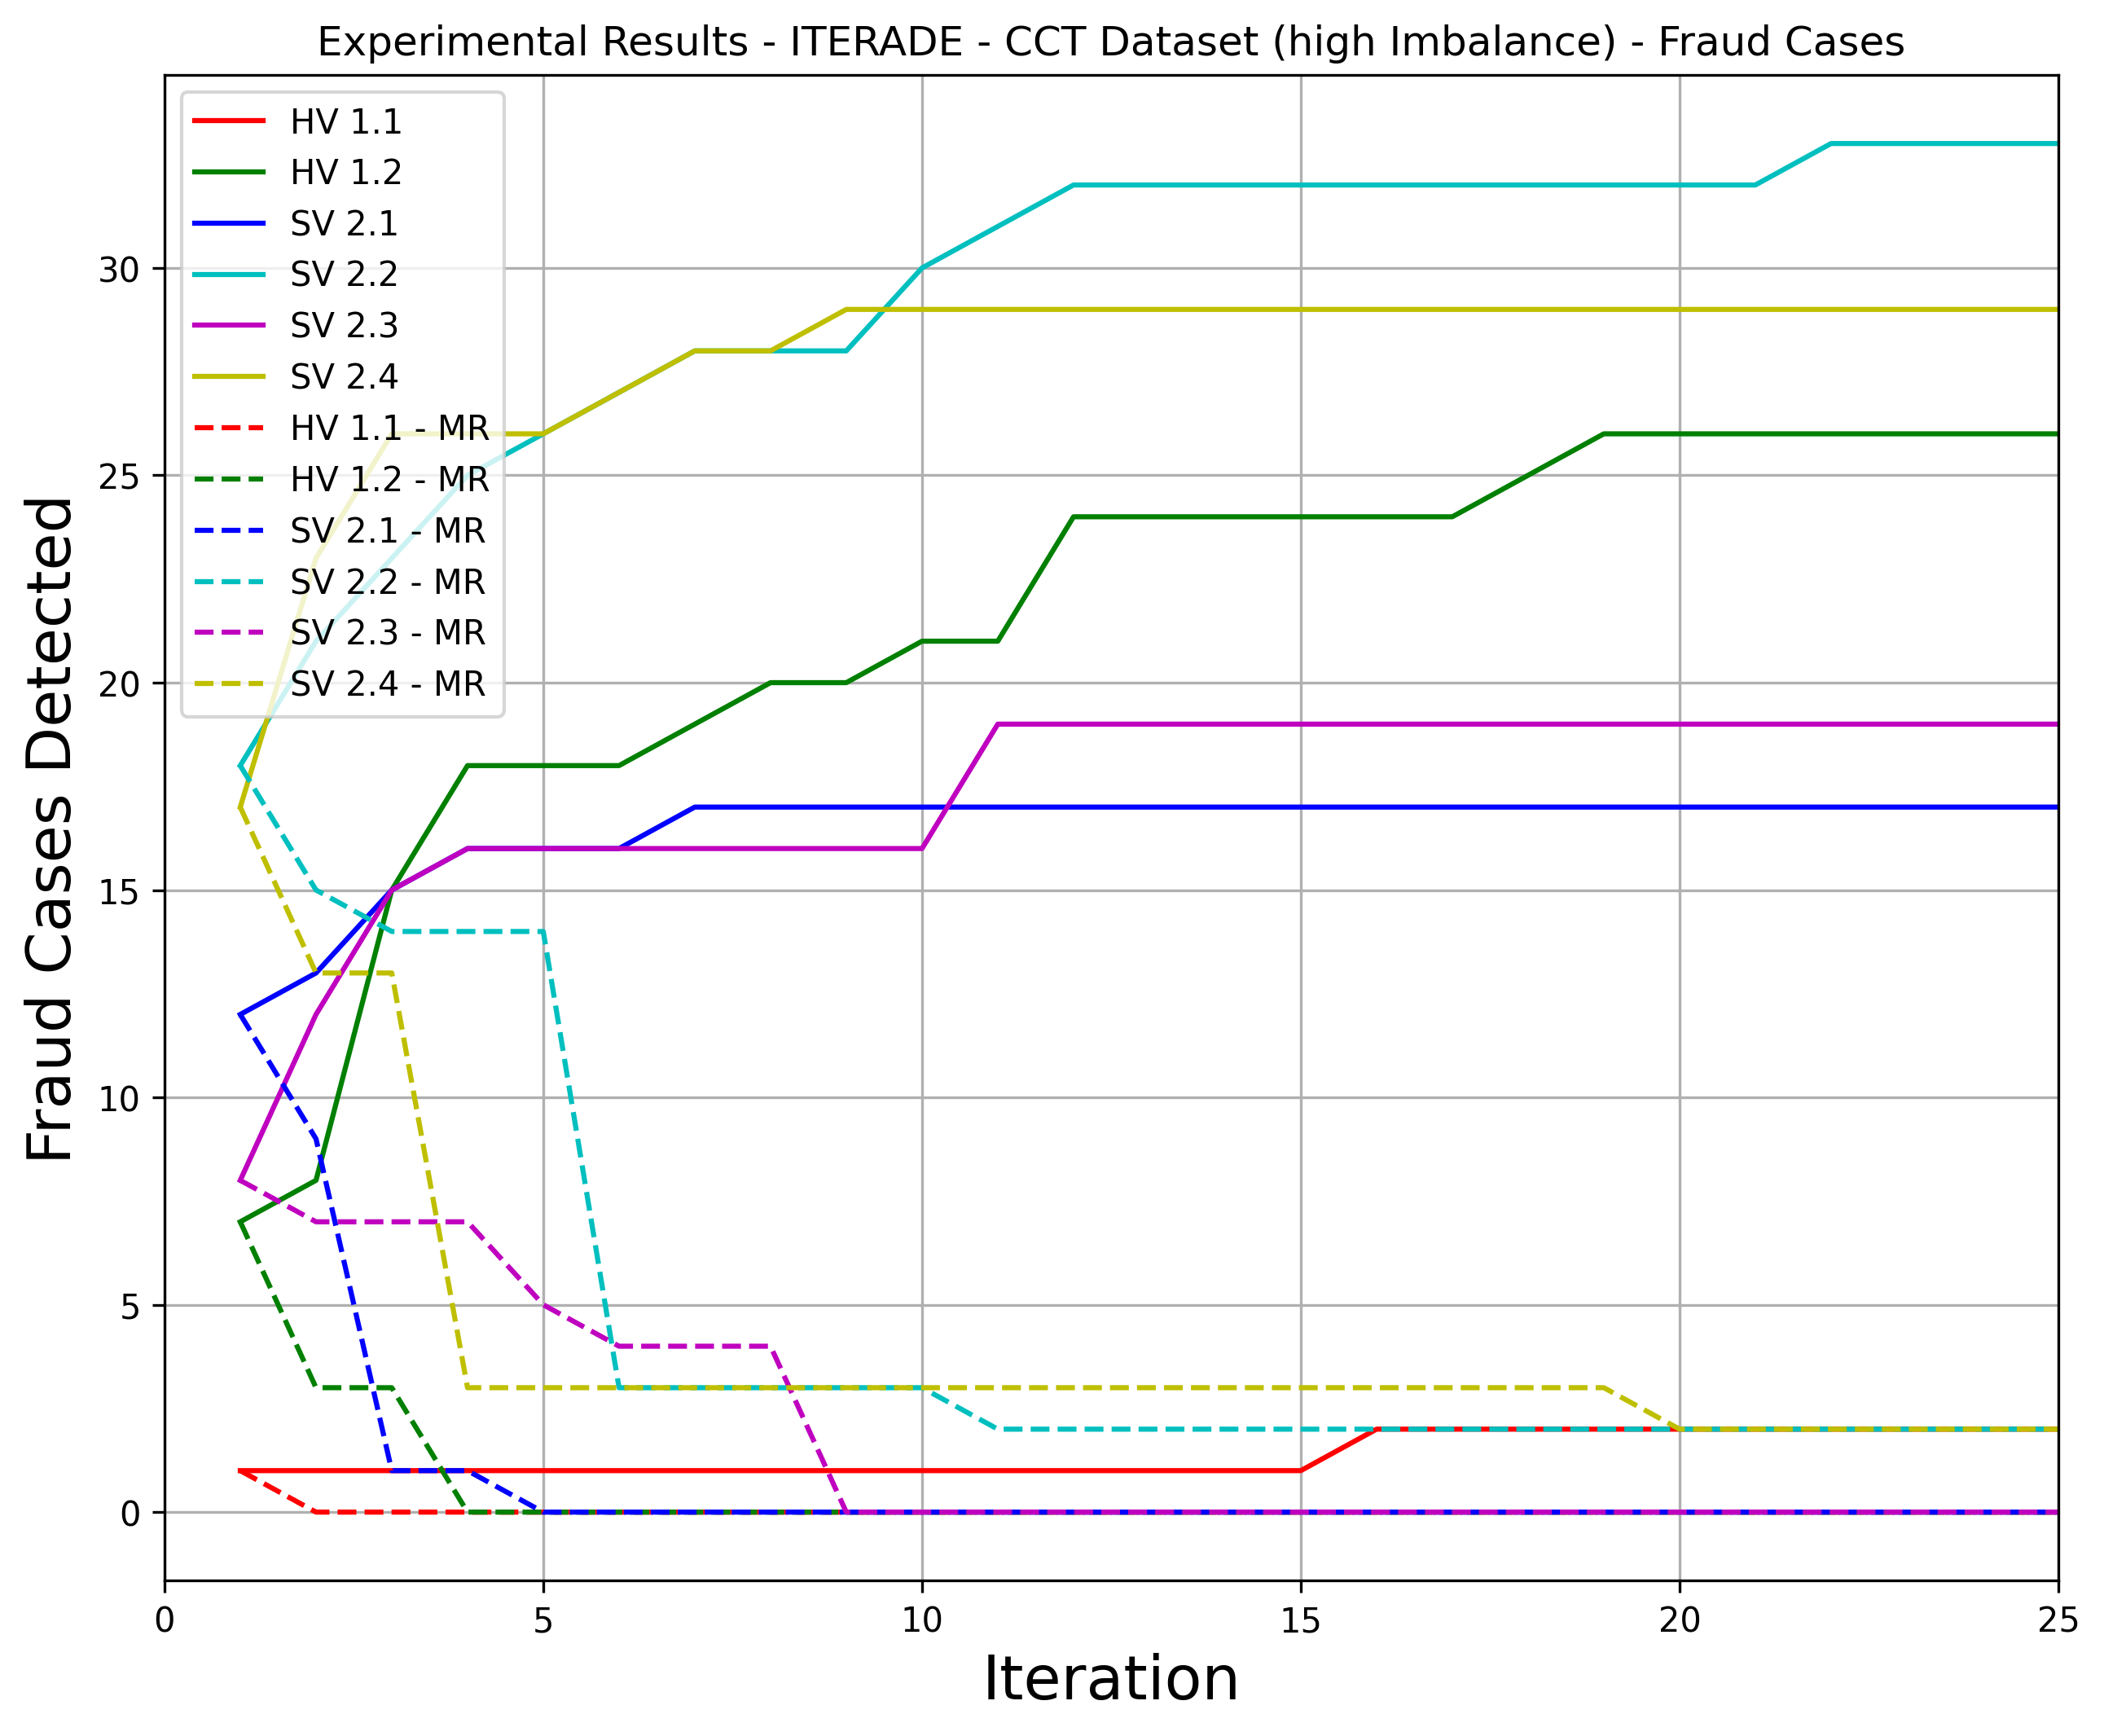 Experimental Results - ITERADE - CCT Dataset (high Imbalance) - Fraud Cases
HV 1.1
HV 1.2
SV 2.1
SV 2.2
SV 2.3
SV 2.4
HV 1.1 - MR
HV 1.2 - MR
SV 2.1 - MR
SV 2.2 - MR
SV 2.3 - MR
SV 2.4 - MR
Fraud Cases Detected
30
25
20
15
10
5
0
0 5 10 15 20 25
Iteration